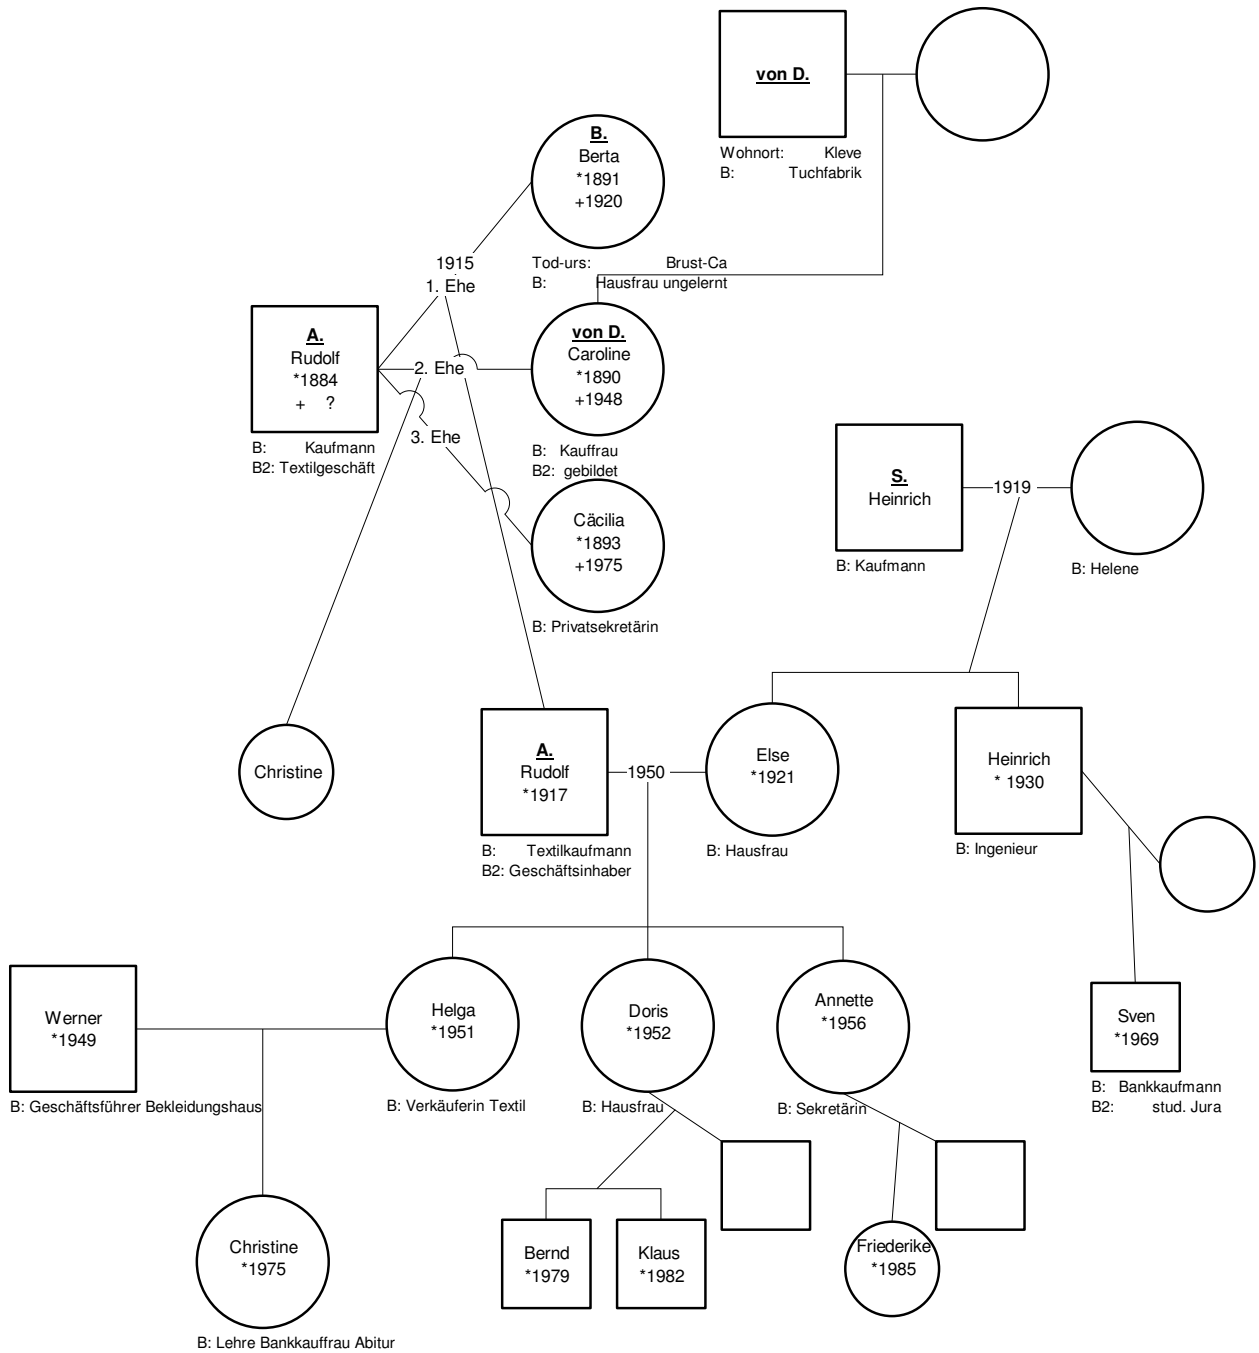 von D.
Wohnort: Kleve
B: Tuchfabrik
B.
Berta
*1891
+1920
Tod-urs: Brust-Ca
B: Hausfrau ungelernt
1915
1. Ehe
A.
Rudolf
*1884
+ ?
B: Kaufmann
B2: Textilgeschäft
2. Ehe
von D.
Caroline
*1890
+1948
B: Kauffrau
B2: gebildet
3. Ehe
Cäcilia
*1893
+1975
B: Privatsekretärin
S.
Heinrich
B: Kaufmann
1919
B: Helene
Christine
A.
Rudolf
*1917
B: Textilkaufmann
B2: Geschäftsinhaber
1950
Else
*1921
B: Hausfrau
Heinrich
* 1930
B: Ingenieur
Werner
*1949
B: Geschäftsführer Bekleidungshaus
Helga
*1951
B: Verkäuferin Textil
Doris
*1952
B: Hausfrau
Annette
*1956
B: Sekretärin
Sven
*1969
B: Bankkaufmann
B2: stud. Jura
Christine
*1975
B: Lehre Bankkauffrau Abitur
Bernd
*1979
Klaus
*1982
Friederike
*1985